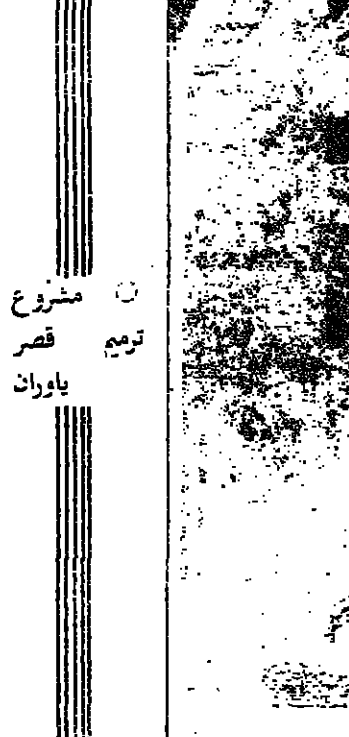 ○ مشروع
ترميم قصر
ياوران